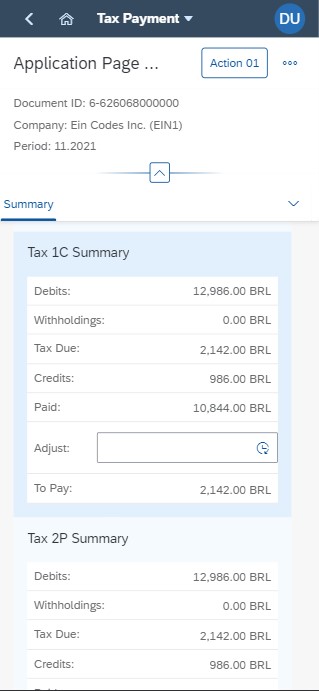 Tax Payment
DU
Application Page ...
Action 01
Document ID: 6-626068000000
Company: Ein Codes Inc. (EIN1)
Period: 11.2021
Summary
Tax 1C Summary
Debits: 12,986.00 BRL
Withholdings: 0.00 BRL
Tax Due: 2,142.00 BRL
Credits: 986.00 BRL
Paid: 10,844.00 BRL
Adjust:
To Pay: 2,142.00 BRL
Tax 2P Summary
Debits: 12,986.00 BRL
Withholdings: 0.00 BRL
Tax Due: 2,142.00 BRL
Credits: 986.00 BRL